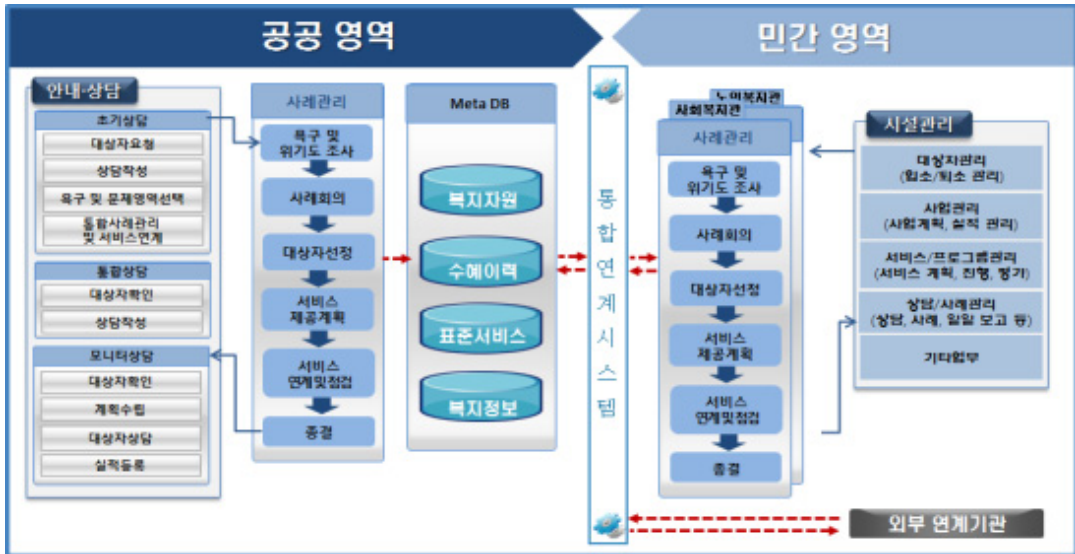 공공 영역
민간 영역
안내·상담
초기상담
대상자요청
상담작성
욕구 및 문제영역선택
통합사례관리
및 서비스연계
통합상담
대상자확인
상담작성
모니터상담
대상자확인
계획수립
대상자상담
실적등록
사례관리
욕구 및
위기도 조사
사례회의
대상자선정
서비스
제공계획
서비스
연계및점검
종결
Meta DB
복지자원
수혜이력
표준서비스
복지정보
통합연계시스템
노인복지관
사회복지관
사례관리
욕구 및
위기도 조사
사례회의
대상자선정
서비스
제공계획
서비스
연계및점검
종결
시설관리
대상자관리
(입소/퇴소 관리)
사업관리
(사업계획, 실적 관리)
서비스/프로그램관리
(서비스 계획, 진행, 평가)
상담/사례관리
(상담, 사례, 일일 보고 등)
기타업무
외부 연계기관